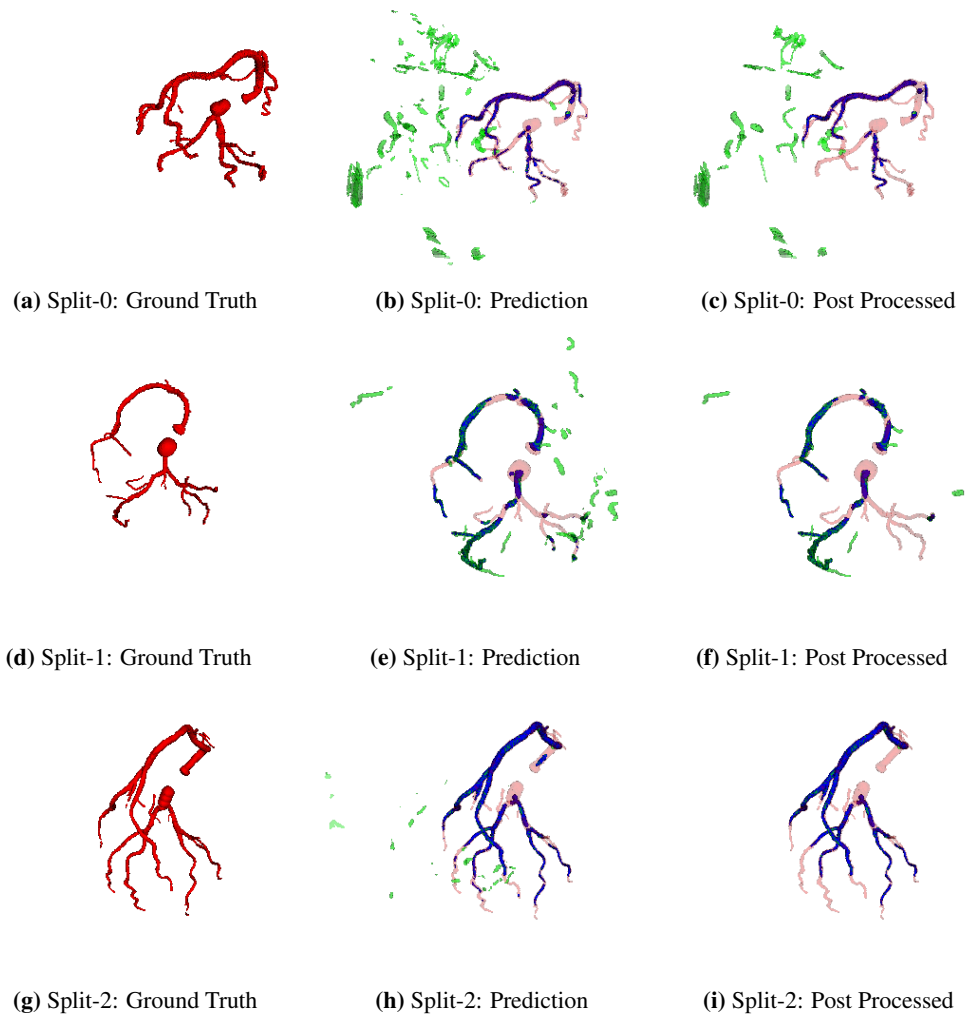 (a) Split-0: Ground Truth
(b) Split-0: Prediction
(c) Split-0: Post Processed
(d) Split-1: Ground Truth
(e) Split-1: Prediction
(f) Split-1: Post Processed
(g) Split-2: Ground Truth
(h) Split-2: Prediction
(i) Split-2: Post Processed